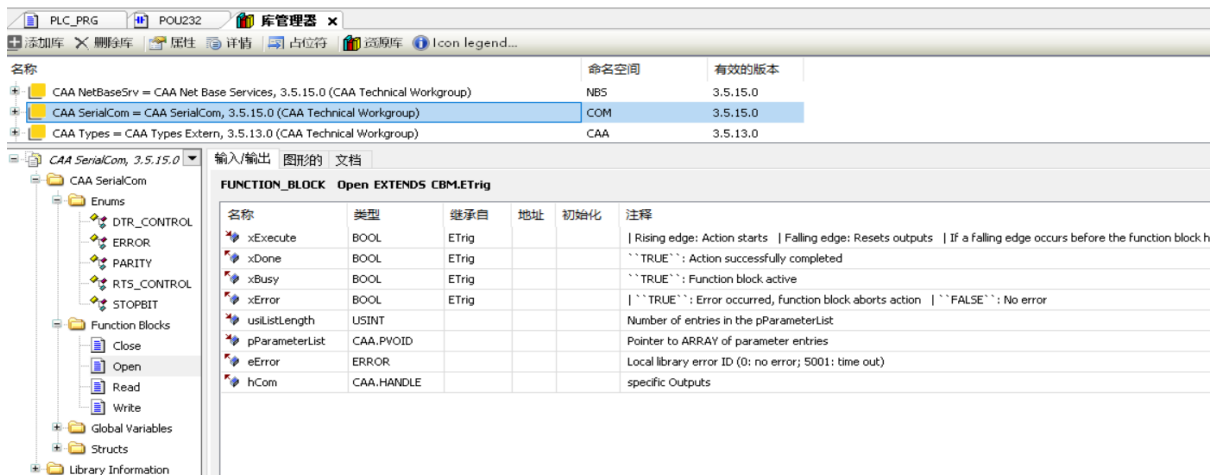 PLC_PRG POU232 库管理器 ×
添加库 删除库 属性 详情 占位符 资源库 Icon legend...
名称 命名空间 有效的版本
CAA NetBaseSrv = CAA Net Base Services, 3.5.15.0 (CAA Technical Workgroup) NBS 3.5.15.0
CAA SerialCom = CAA SerialCom, 3.5.15.0 (CAA Technical Workgroup) COM 3.5.15.0
CAA Types = CAA Types Extern, 3.5.13.0 (CAA Technical Workgroup) CAA 3.5.13.0
CAA SerialCom, 3.5.15.0
CAA SerialCom
Enums
DTR_CONTROL
ERROR
PARITY
RTS_CONTROL
STOPBIT
Function Blocks
Close
Open
Read
Write
Global Variables
Structs
Library Information
输入/输出 图形的 文档
FUNCTION_BLOCK Open EXTENDS CBM.ETrig
名称 类型 继承自 地址 初始化 注释
xExecute BOOL ETrig | Rising edge: Action starts | Falling edge: Resets outputs | If a falling edge occurs before the function block h
xDone BOOL ETrig ``TRUE``: Action successfully completed
xBusy BOOL ETrig ``TRUE``: Function block active
xError BOOL ETrig | ``TRUE``: Error occurred, function block aborts action | ``FALSE``: No error
usiListLength USINT Number of entries in the pParameterList
pParameterList CAA.PVOID Pointer to ARRAY of parameter entries
eError ERROR Local library error ID (0: no error; 5001: time out)
hCom CAA.HANDLE specific Outputs